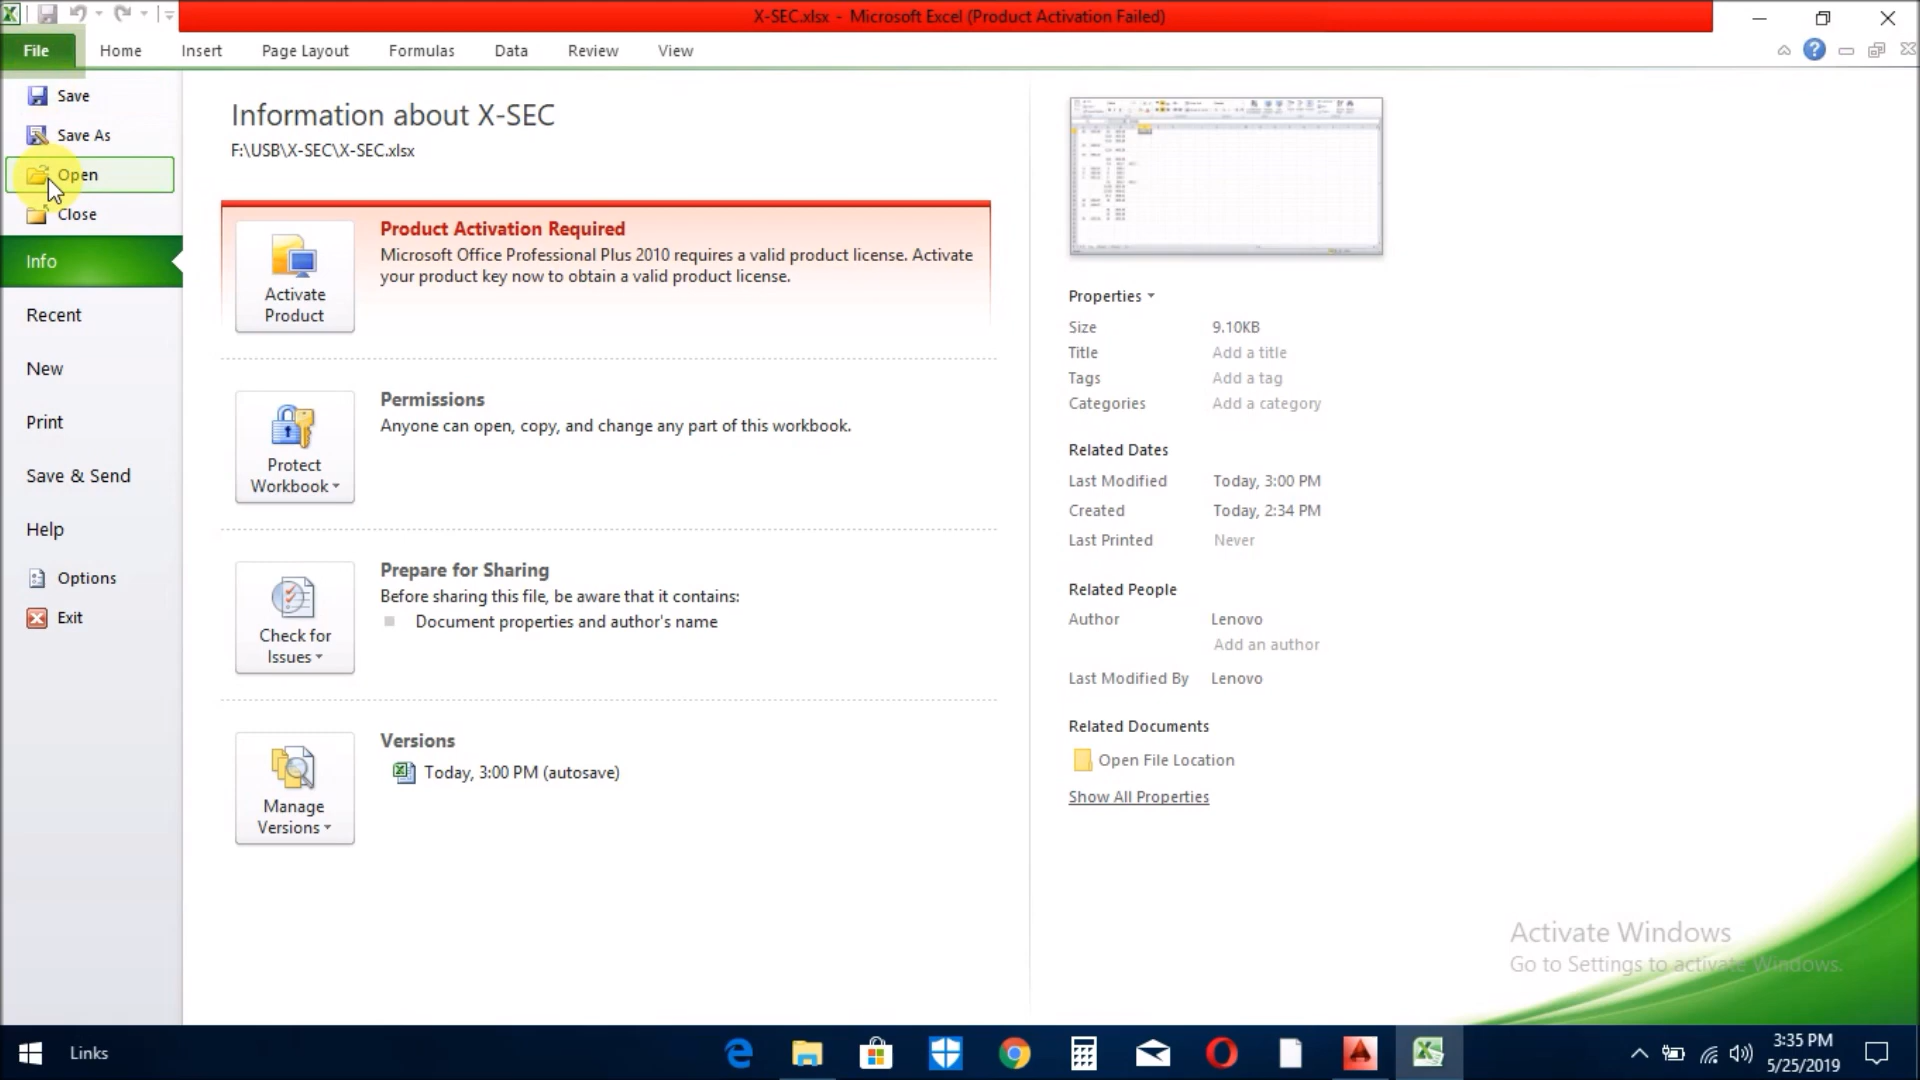 X-SEC.xlsx - Microsoft Excel (Product Activation Failed)
File Home Insert Page Layout Formulas Data Review View
Save
Save As
Open
Close
Info
Recent
New
Print
Save & Send
Help
Options
Exit
Information about X-SEC
F:\USB\X-SEC\X-SEC.xlsx
Activate
Product
Product Activation Required
Microsoft Office Professional Plus 2010 requires a valid product license. Activate
your product key now to obtain a valid product license.
Protect
Workbook
Permissions
Anyone can open, copy, and change any part of this workbook.
Check for
Issues
Prepare for Sharing
Before sharing this file, be aware that it contains:
Document properties and author's name
Manage
Versions
Versions
Today, 3:00 PM (autosave)
Properties
Size 9.10KB
Title Add a title
Tags Add a tag
Categories Add a category
Related Dates
Last Modified Today, 3:00 PM
Created Today, 2:34 PM
Last Printed Never
Related People
Author Lenovo
Add an author
Last Modified By Lenovo
Related Documents
Open File Location
Show All Properties
Activate Windows
Go to Settings to activate Windows.
Links
3:35 PM
5/25/2019